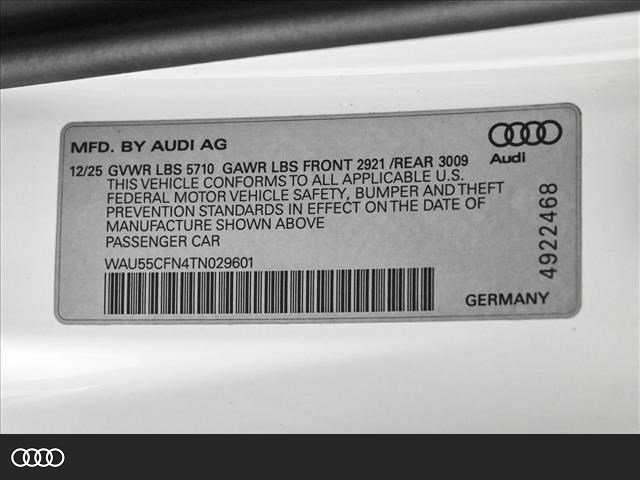 MFD. BY AUDI AG
Audi
12/25 GVWR LBS 5710 GAWR LBS FRONT 2921 /REAR 3009
THIS VEHICLE CONFORMS TO ALL APPLICABLE U.S.
FEDERAL MOTOR VEHICLE SAFETY, BUMPER AND THEFT
PREVENTION STANDARDS IN EFFECT ON THE DATE OF
MANUFACTURE SHOWN ABOVE
PASSENGER CAR
WAU55CFN4TN029601
4922468
GERMANY